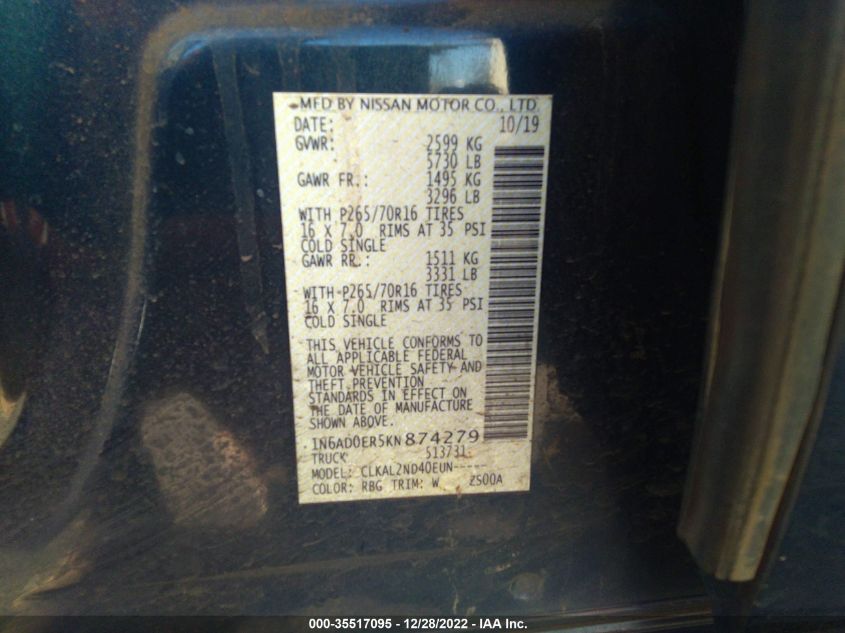 MFD BY NISSAN MOTOR CO., LTD.
DATE: 10/19
GVWR: 2599 KG
5730 LB
GAWR FR.: 1495 KG
3296 LB
WITH P265/70R16 TIRES
16 X 7.0 RIMS AT 35 PSI
COLD SINGLE
GAWR RR.: 1511 KG
3331 LB
WITH P265/70R16 TIRES
16 X 7.0 RIMS AT 35 PSI
COLD SINGLE
THIS VEHICLE CONFORMS TO
ALL APPLICABLE FEDERAL
MOTOR VEHICLE SAFETY AND
THEFT PREVENTION
STANDARDS IN EFFECT ON
THE DATE OF MANUFACTURE
SHOWN ABOVE.
1N6AD0ER5KN874279
TRUCK 513731
MODEL: CLKAL2ND40EUN-----
COLOR: RBG TRIM: W ZS00A
000-35517095 - 12/28/2022 - IAA Inc.